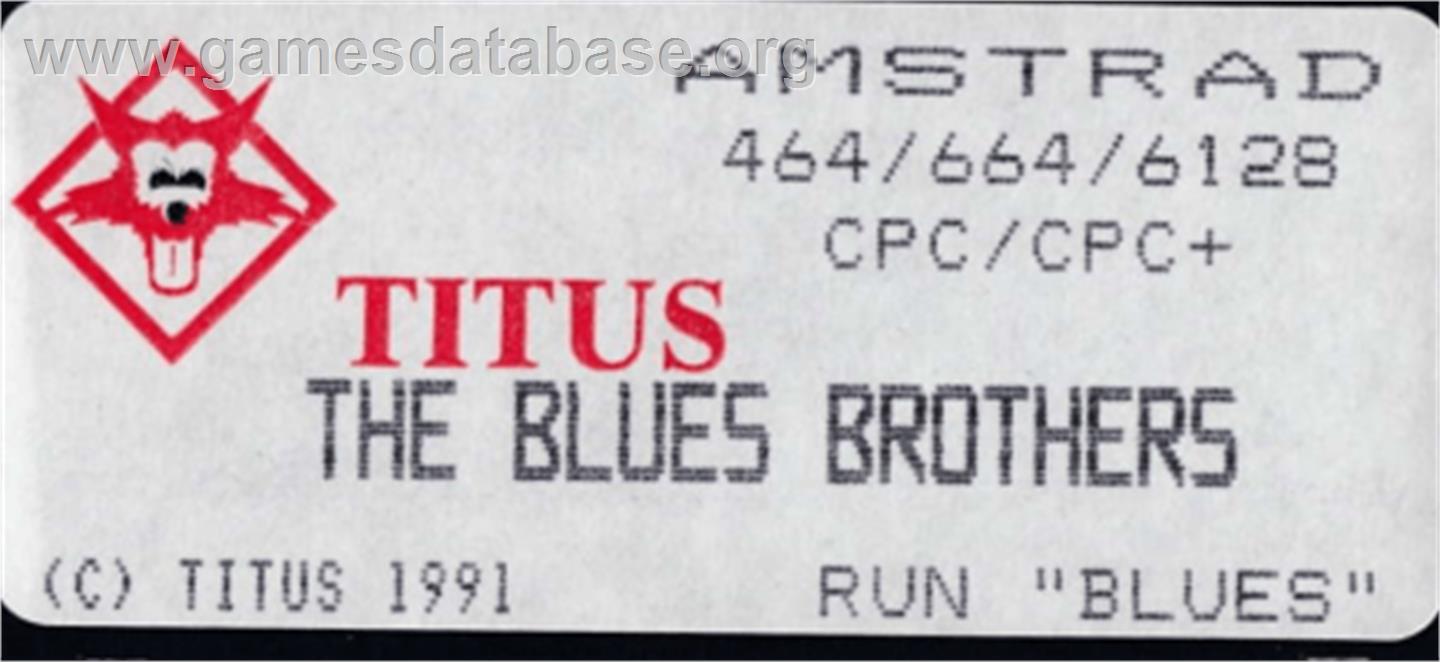 www.gamesdatabase.org
AMSTRAD
464/664/6128
CPC/CPC+
TITUS
THE BLUES BROTHERS
(C) TITUS 1991 RUN "BLUES"